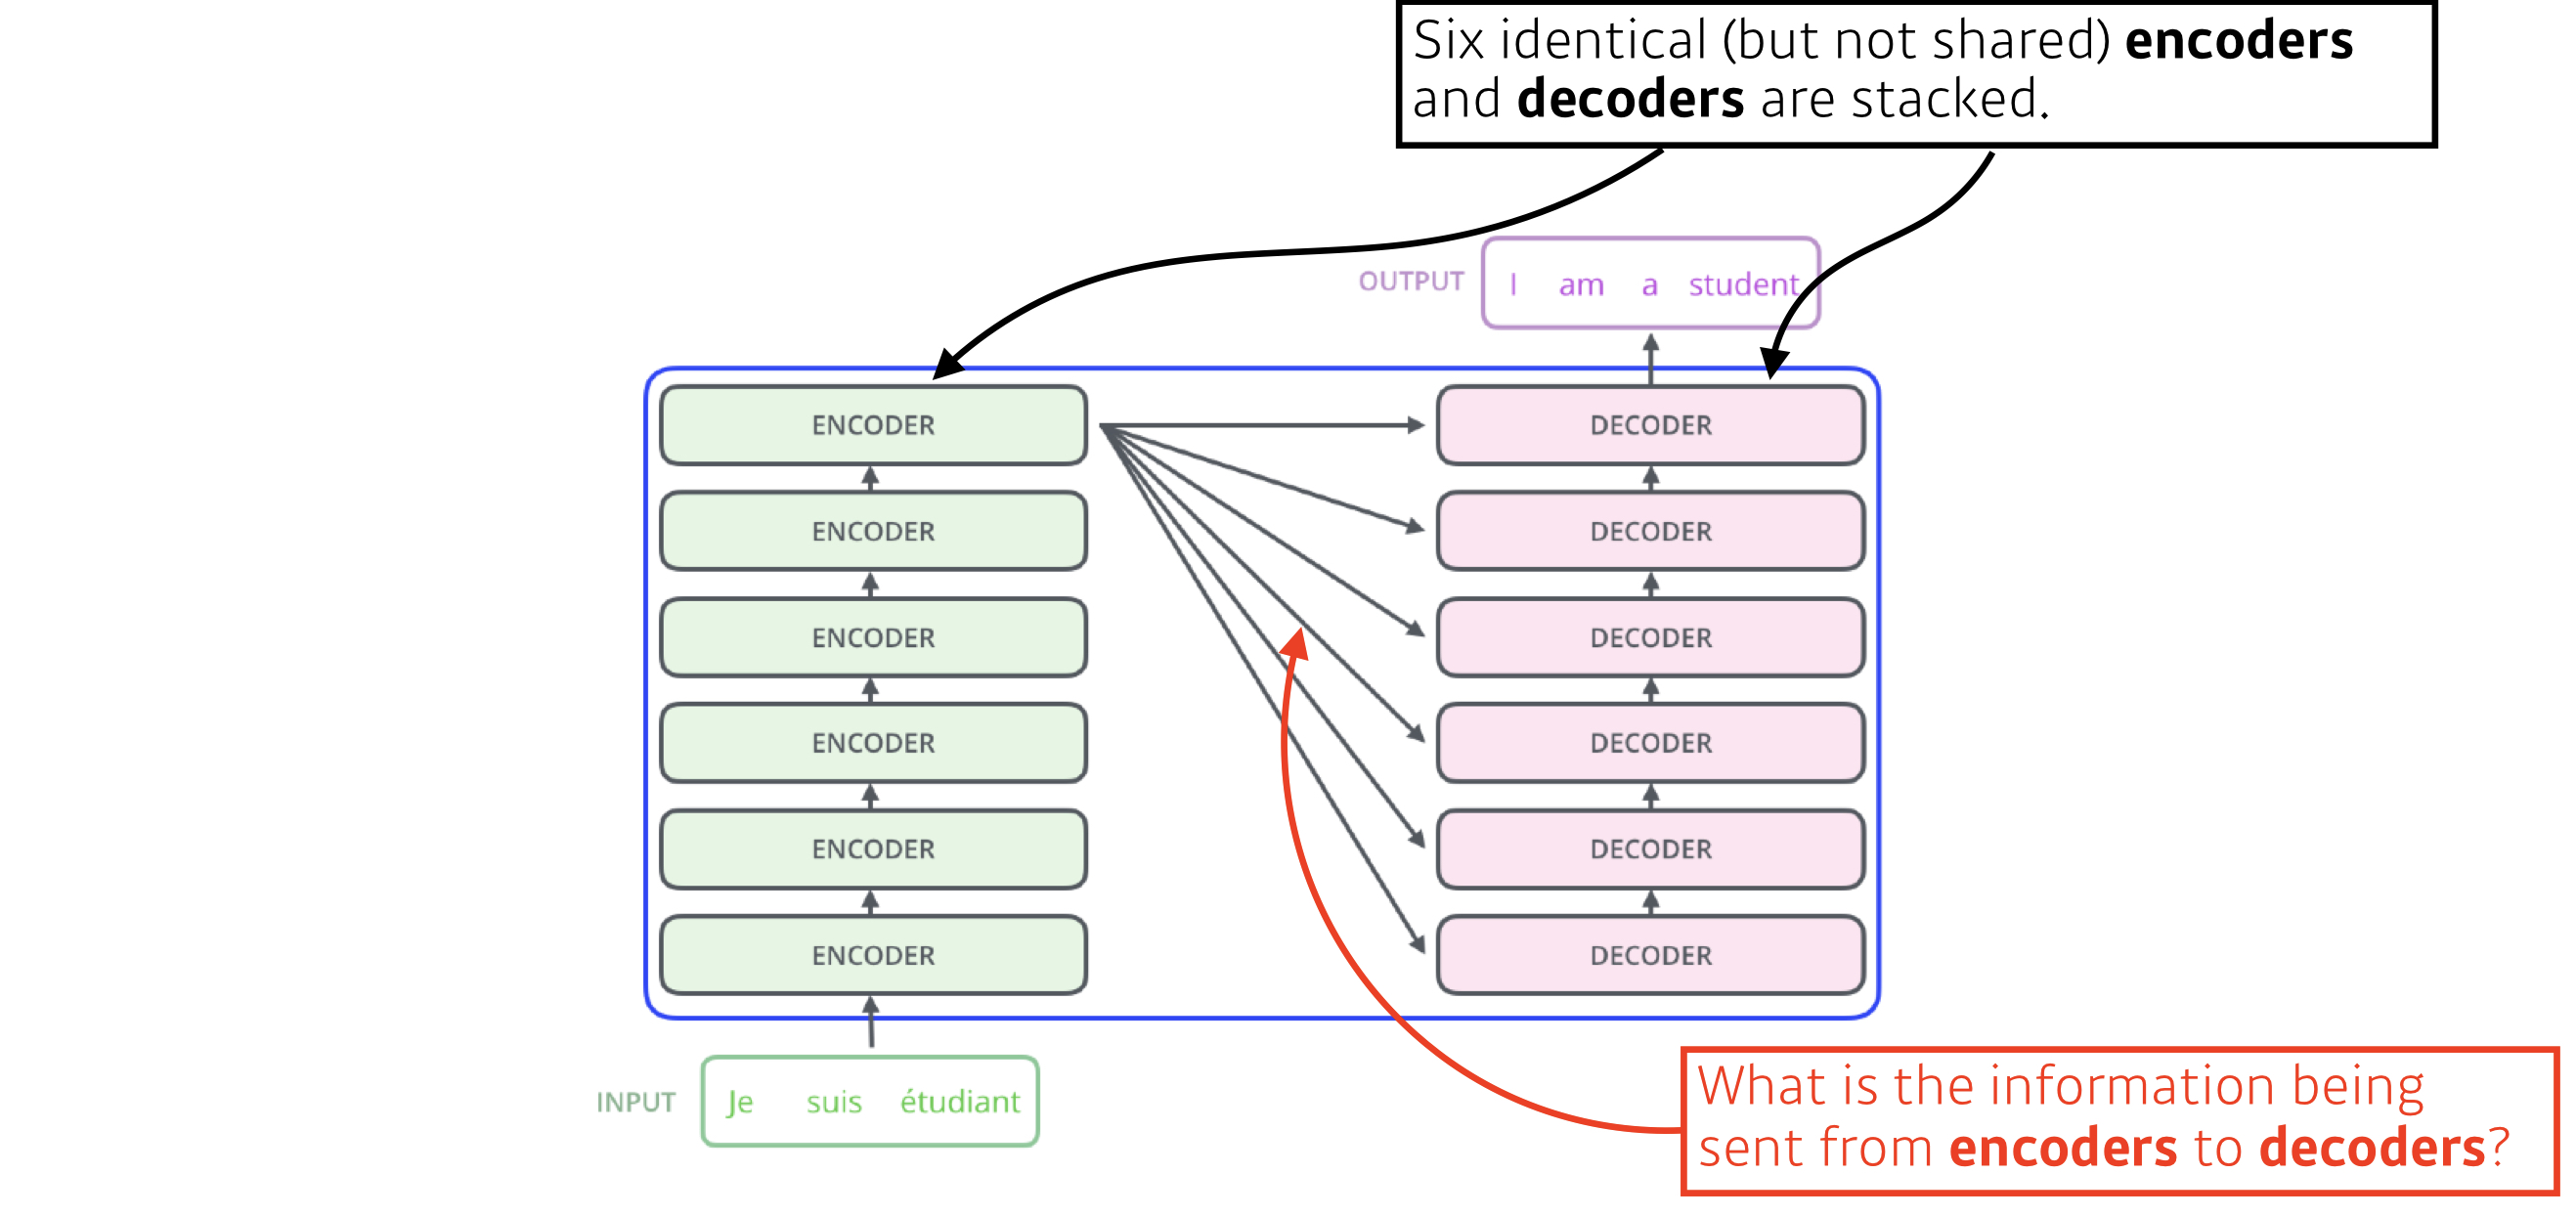 Six identical (but not shared) encoders
and decoders are stacked.
OUTPUT I am a student
ENCODER DECODER
ENCODER DECODER
ENCODER DECODER
ENCODER DECODER
ENCODER DECODER
ENCODER DECODER
INPUT Je suis étudiant
What is the information being
sent from encoders to decoders?